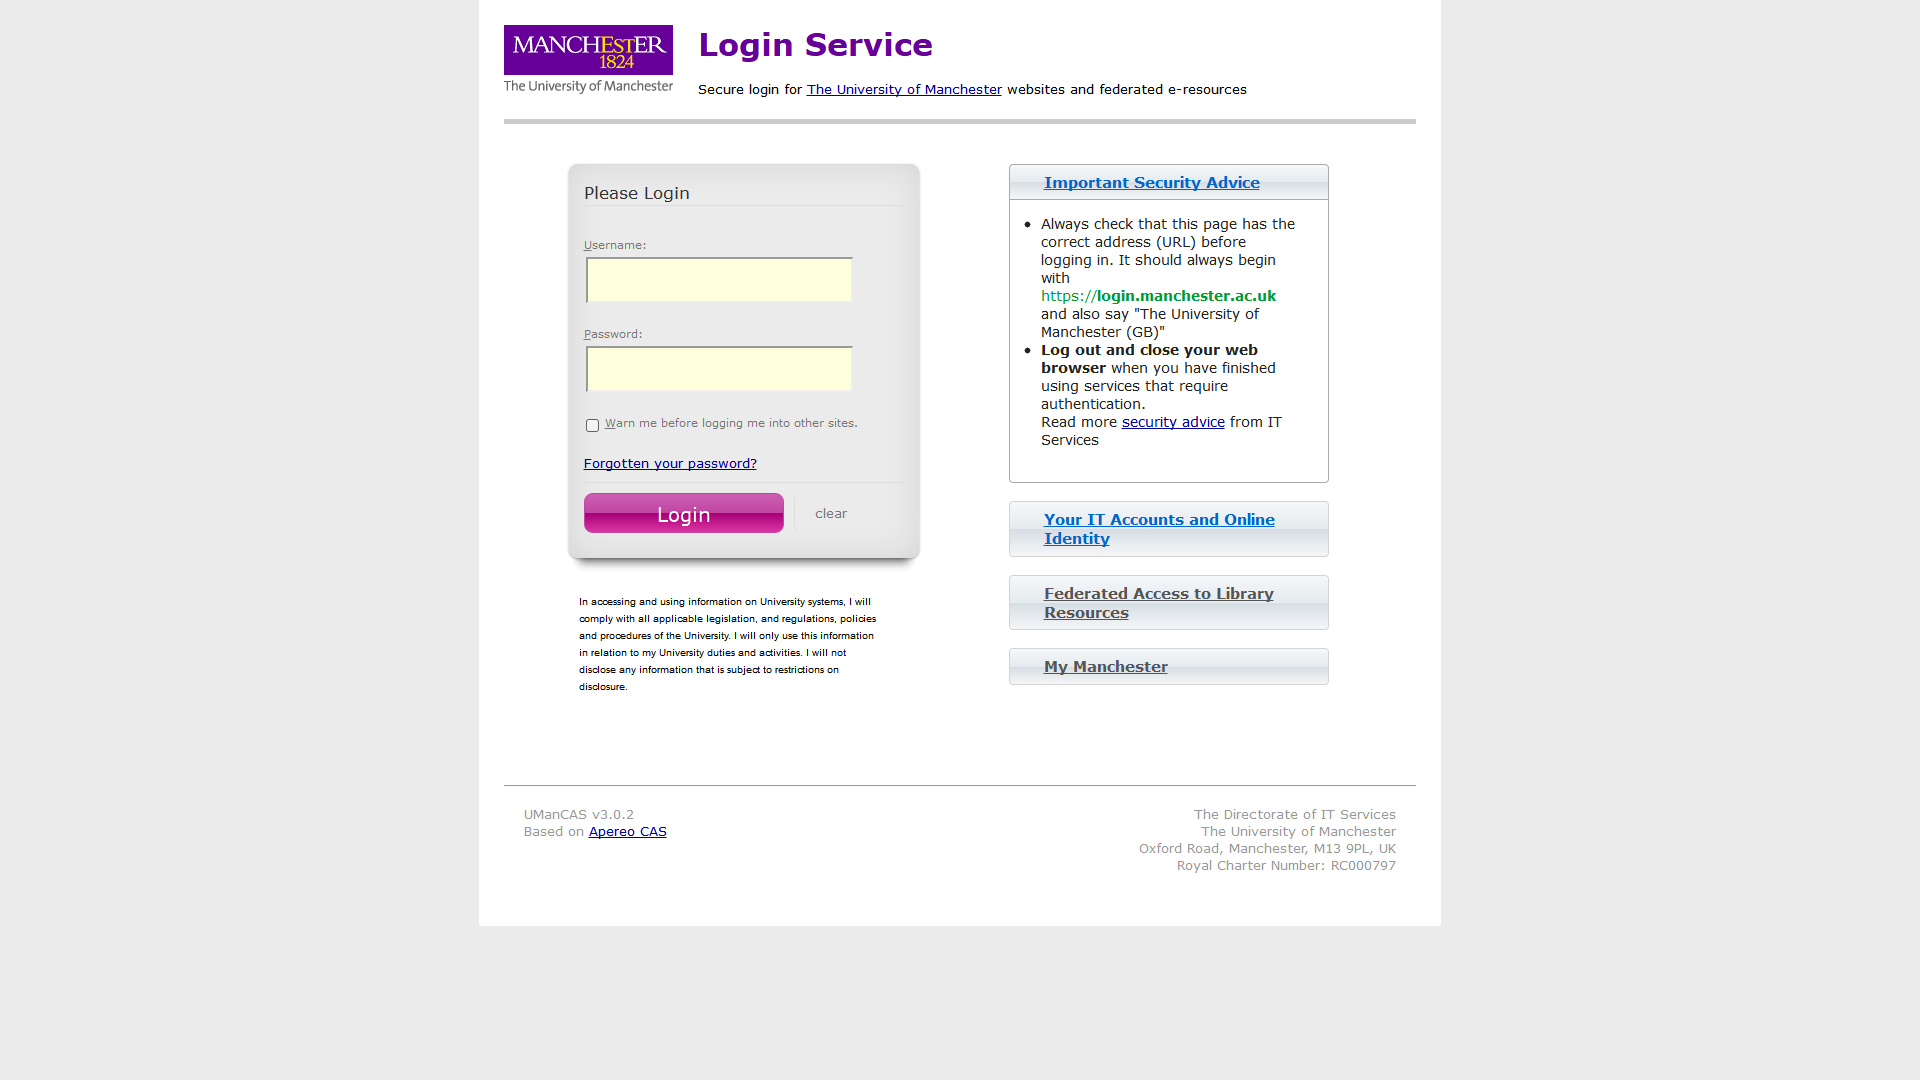 MANCHESTER
1824
The University of Manchester
Login Service
Secure login for The University of Manchester websites and federated e-resources
Please Login
Username:
Password:
Warn me before logging me into other sites.
Forgotten your password?
Login
clear
In accessing and using information on University systems, I will
comply with all applicable legislation, and regulations, policies
and procedures of the University. I will only use this information
in relation to my University duties and activities. I will not
disclose any information that is subject to restrictions on
disclosure.
Important Security Advice
• Always check that this page has the
correct address (URL) before
logging in. It should always begin
with
https://login.manchester.ac.uk
and also say "The University of
Manchester (GB)"
• Log out and close your web
browser when you have finished
using services that require
authentication.
Read more security advice from IT
Services
Your IT Accounts and Online
Identity
Federated Access to Library
Resources
My Manchester
UManCAS v3.0.2
Based on Apereo CAS
The Directorate of IT Services
The University of Manchester
Oxford Road, Manchester, M13 9PL, UK
Royal Charter Number: RC000797